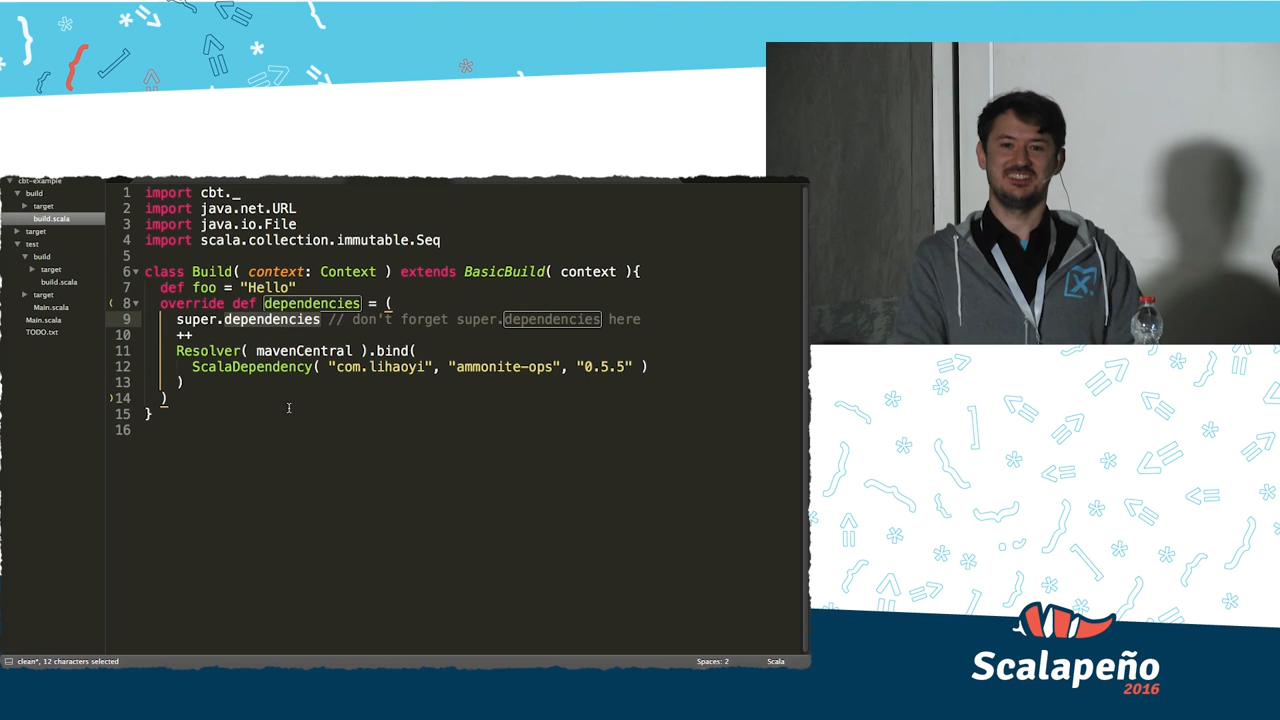 cbt-example
build
target
build.scala
target
test
build
target
build.scala
target
Main.scala
Main.scala
TODO.txt
1 import cbt._
2 import java.net.URL
3 import java.io.File
4 import scala.collection.immutable.Seq
5
6 class Build( context: Context ) extends BasicBuild( context ){
7 def foo = "Hello"
8 override def dependencies = (
9 super.dependencies // don't forget super.dependencies here
10 ++
11 Resolver( mavenCentral ).bind(
12 ScalaDependency( "com.lihaoyi", "ammonite-ops", "0.5.5" )
13 )
14 )
15 }
16
clean*, 12 characters selected
Spaces: 2
Scala
Scalapeño
2016